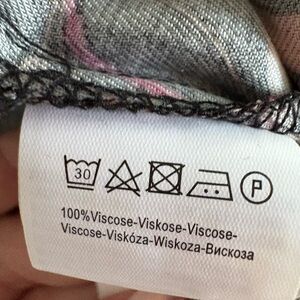 30 P
100%Viscose-Viskose-Viscose-
Viscose-Viskóza-Wiskoza-Вискоза